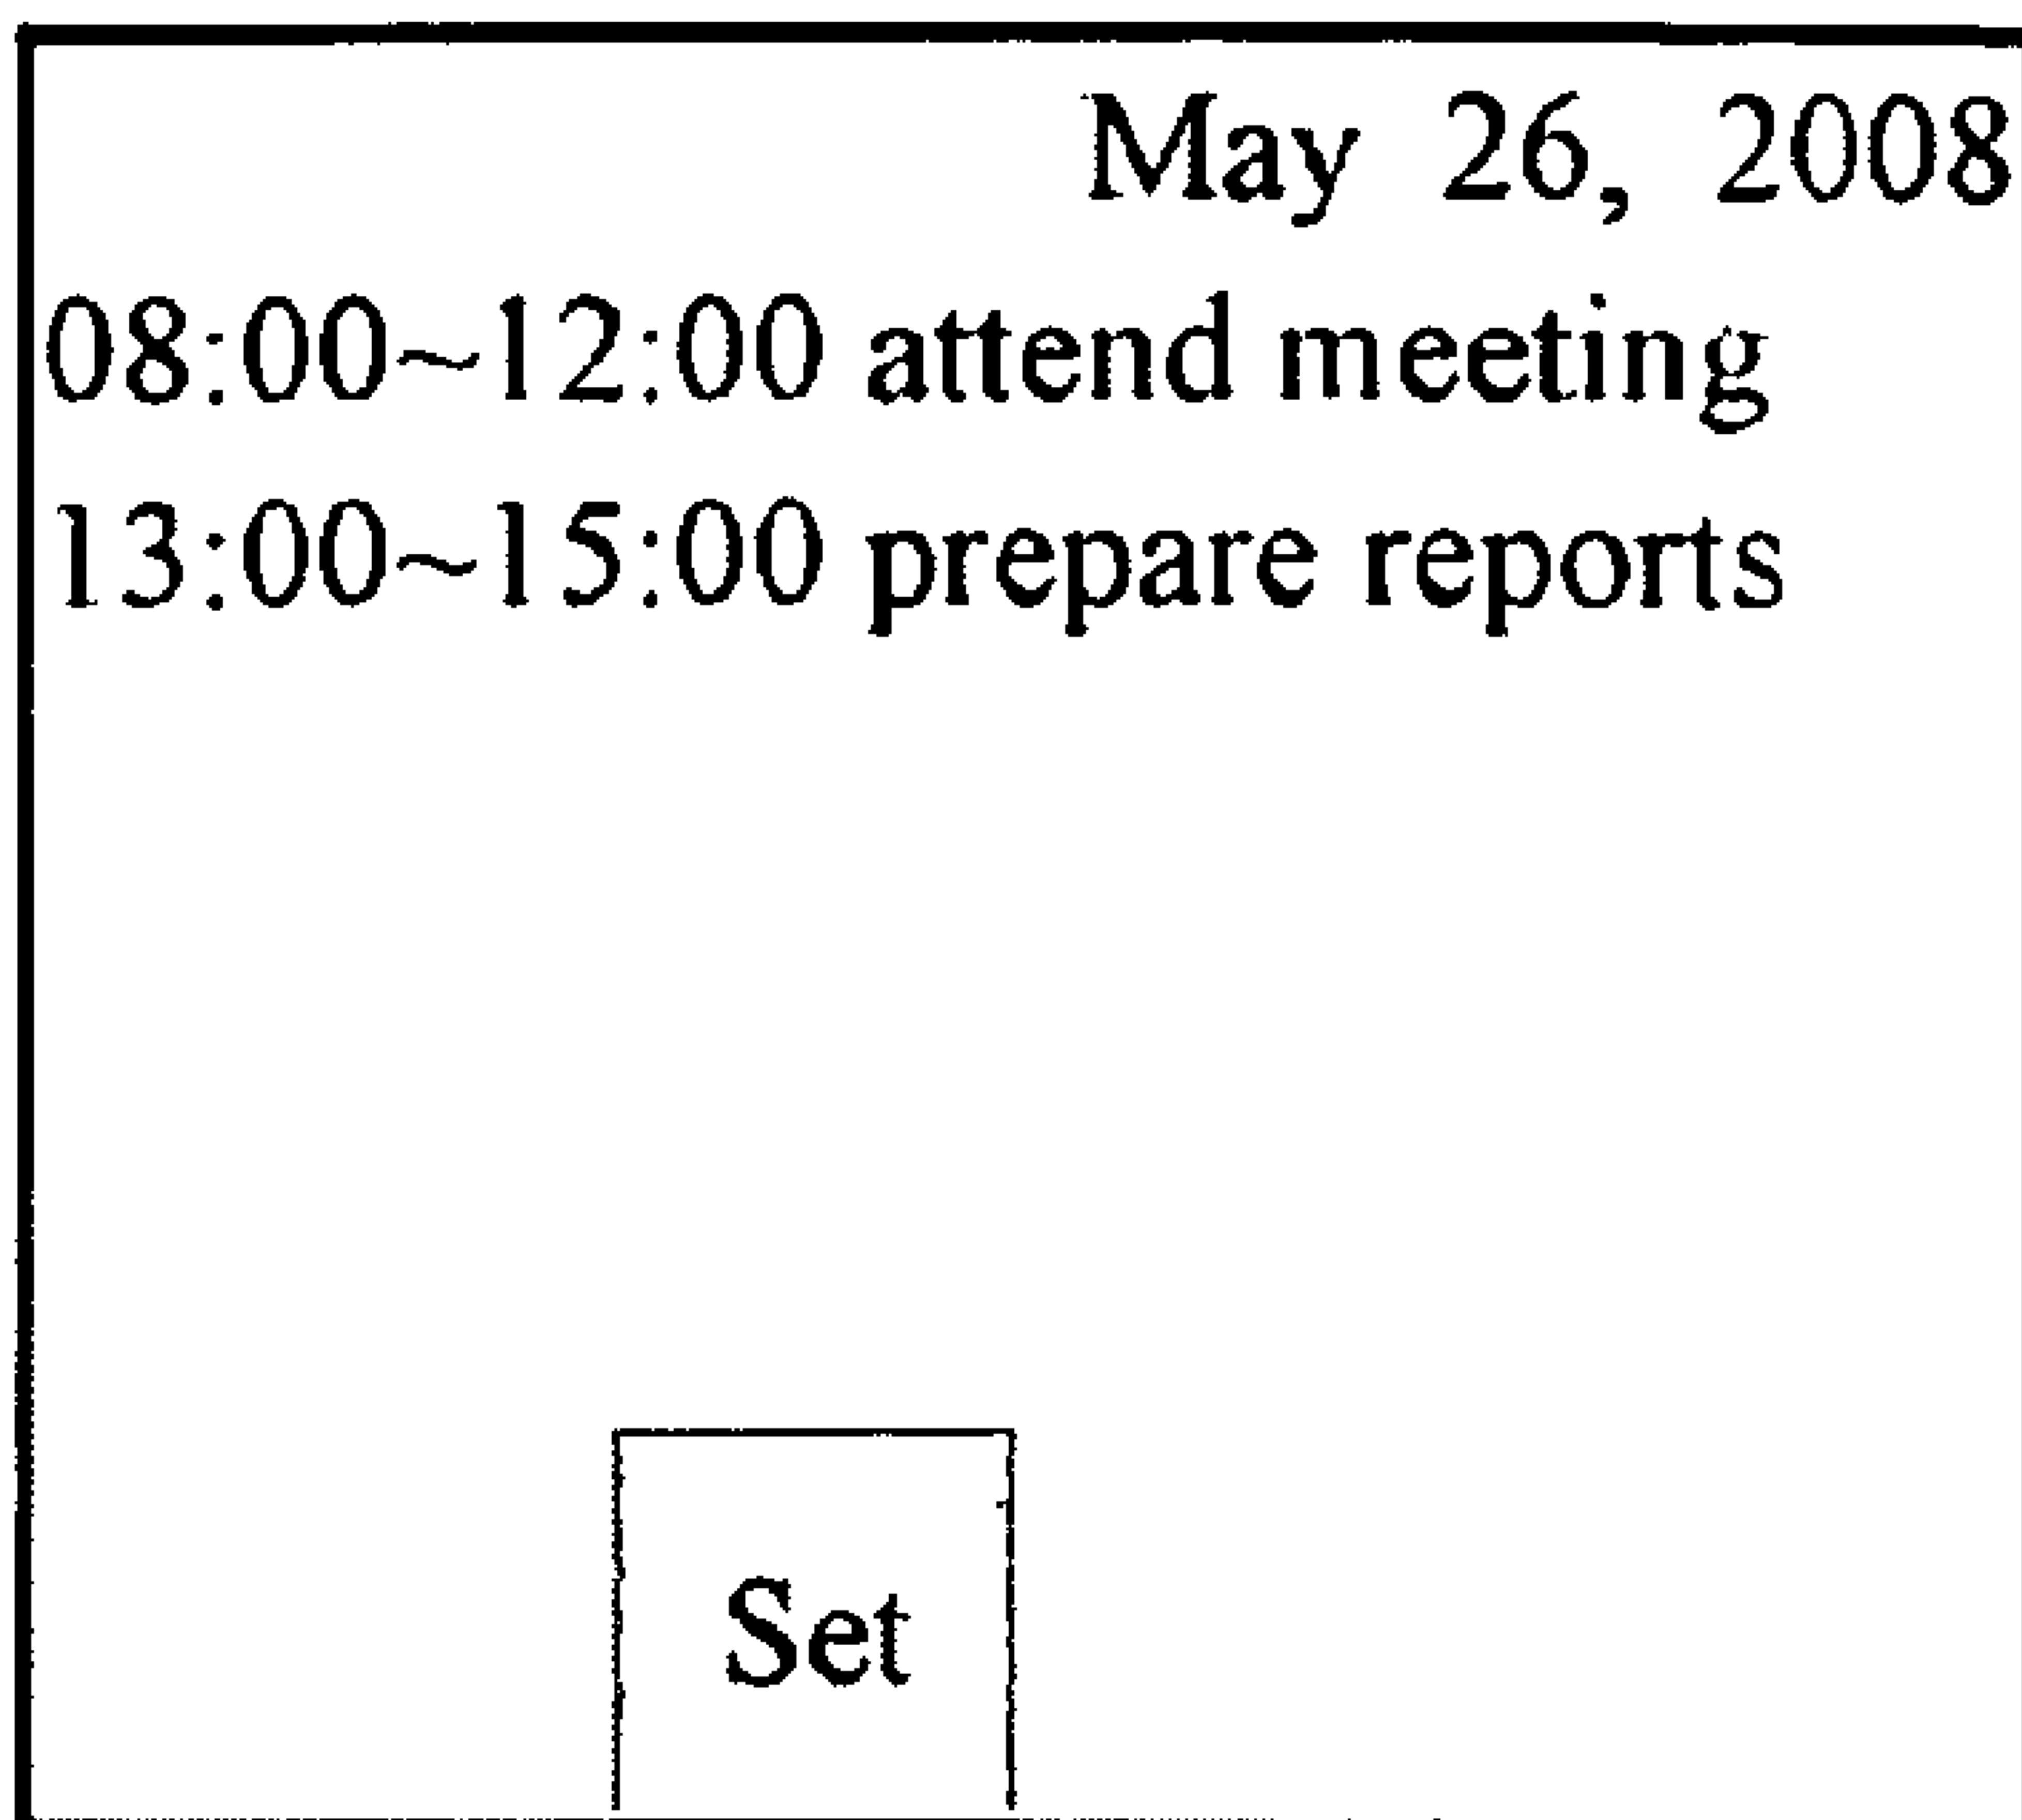 May 26, 2008
08:00~12:00 attend meeting
13:00~15:00 prepare reports
Set